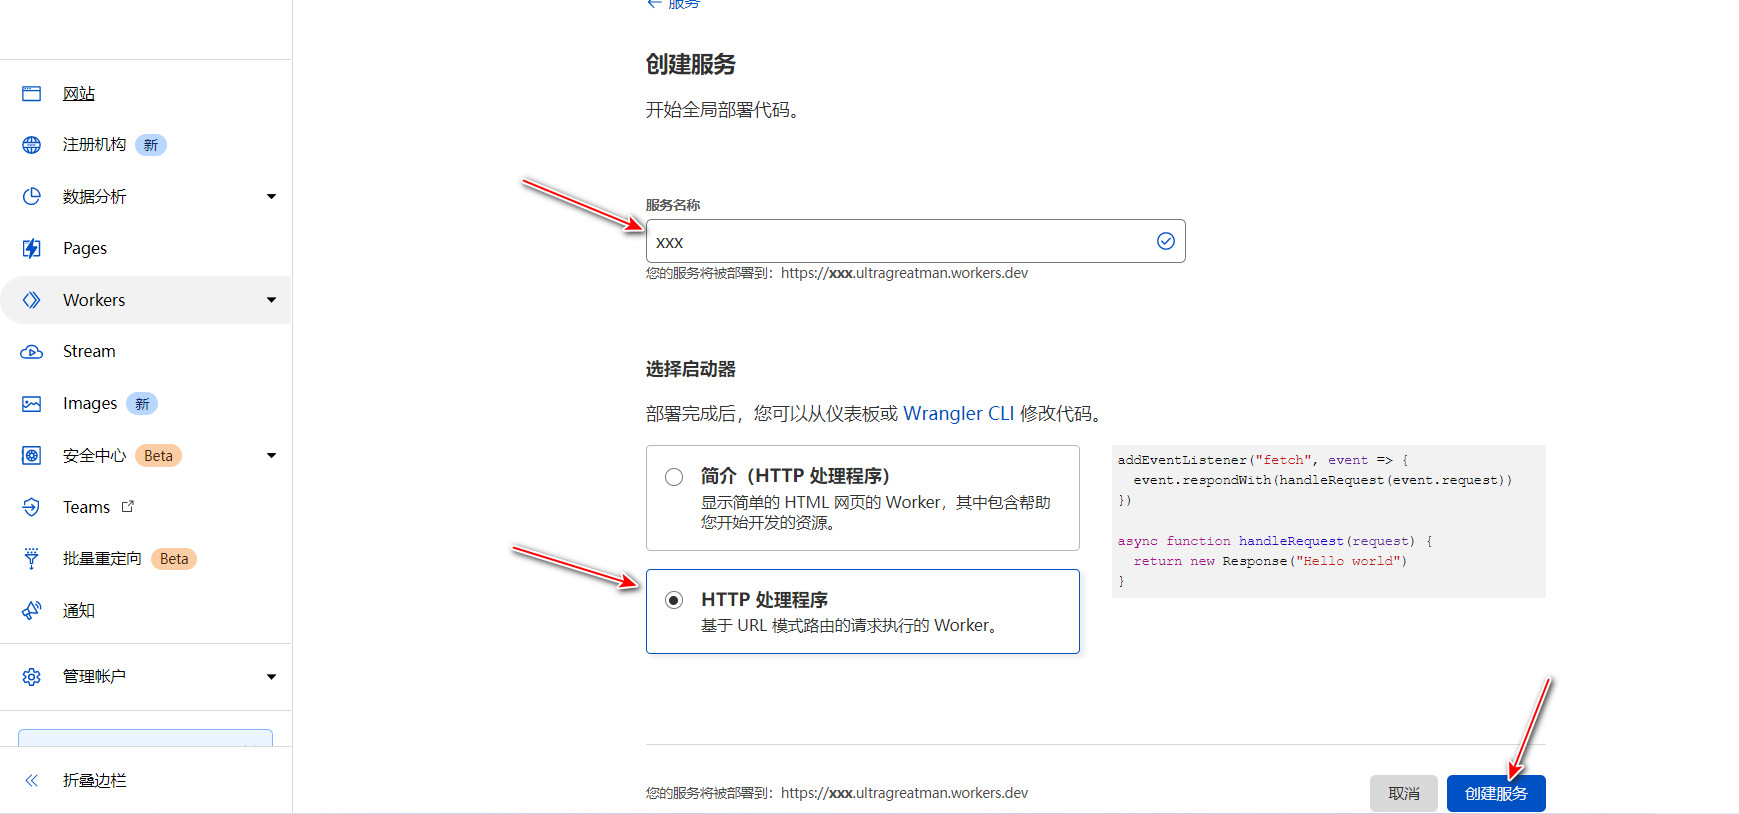 ← 服务
网站
注册机构 新
数据分析
Pages
Workers
Stream
Images 新
安全中心 Beta
Teams
批量重定向 Beta
通知
管理帐户
折叠边栏
创建服务
开始全局部署代码。
服务名称
xxx
您的服务将被部署到：https://xxx.ultragreatman.workers.dev
选择启动器
部署完成后，您可以从仪表板或 Wrangler CLI 修改代码。
简介（HTTP 处理程序）
显示简单的 HTML 网页的 Worker，其中包含帮助
您开始开发的资源。
HTTP 处理程序
基于 URL 模式路由的请求执行的 Worker。
addEventListener("fetch", event => {
  event.respondWith(handleRequest(event.request))
})
async function handleRequest(request) {
  return new Response("Hello world")
}
您的服务将被部署到：https://xxx.ultragreatman.workers.dev
取消
创建服务